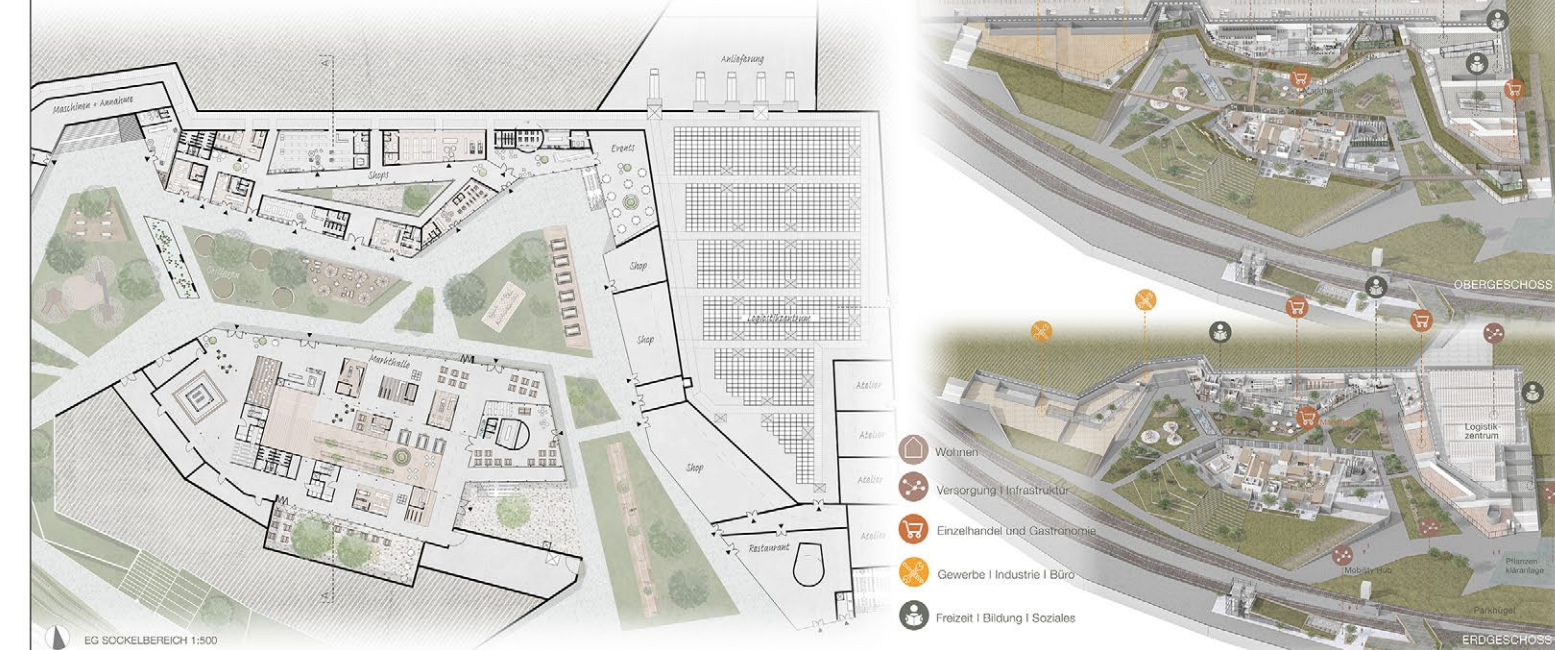 Anlieferung
Maschinen + Annahme
Events
Shops
Shop
Shop
Logistikzentrum
Markthalle
Atelier
Atelier
Atelier
Atelier
Shop
Restaurant
A
A
EG SOCKELBEREICH 1:500
Markthalle
OBERGESCHOSS
Logistik-
zentrum
Mobility Hub
Pflanzen-
kläranlage
Parkhügel
ERDGESCHOSS
Wohnen
Versorgung I Infrastruktur
Einzelhandel und Gastronomie
Gewerbe I Industrie I Büro
Freizeit I Bildung I Soziales